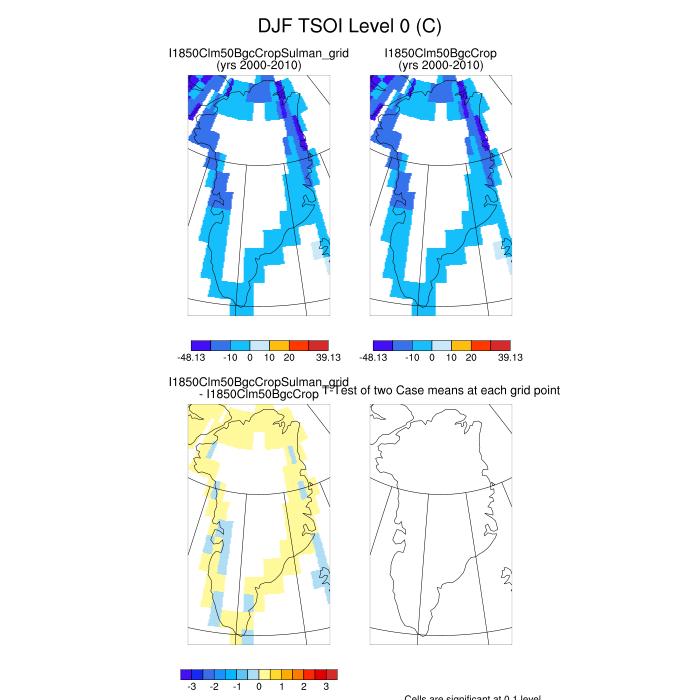 DJF TSOI Level 0 (C)
I1850Clm50BgcCropSulman_grid
(yrs 2000-2010)
I1850Clm50BgcCrop
(yrs 2000-2010)
-48.13 -10 0 10 20 39.13
-48.13 -10 0 10 20 39.13
I1850Clm50BgcCropSulman_grid
- I1850Clm50BgcCrop
T-Test of two Case means at each grid point
-3 -2 -1 0 1 2 3
Cells are significant at 0.1 level